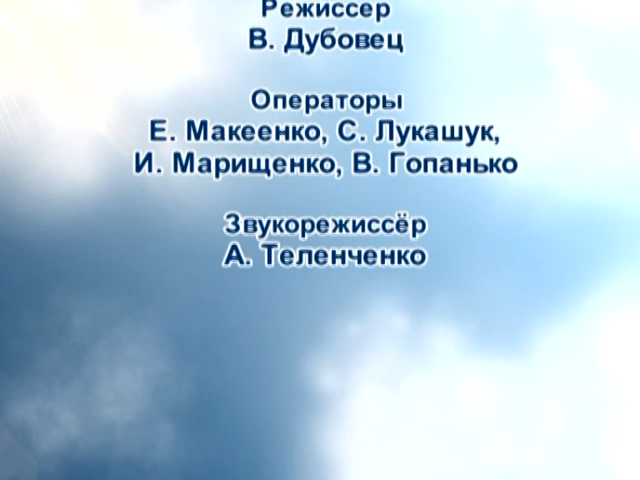 Режиссер
В. Дубовец
Операторы
Е. Макеенко, С. Лукашук,
И. Марищенко, В. Гопанько
Звукорежиссёр
А. Теленченко